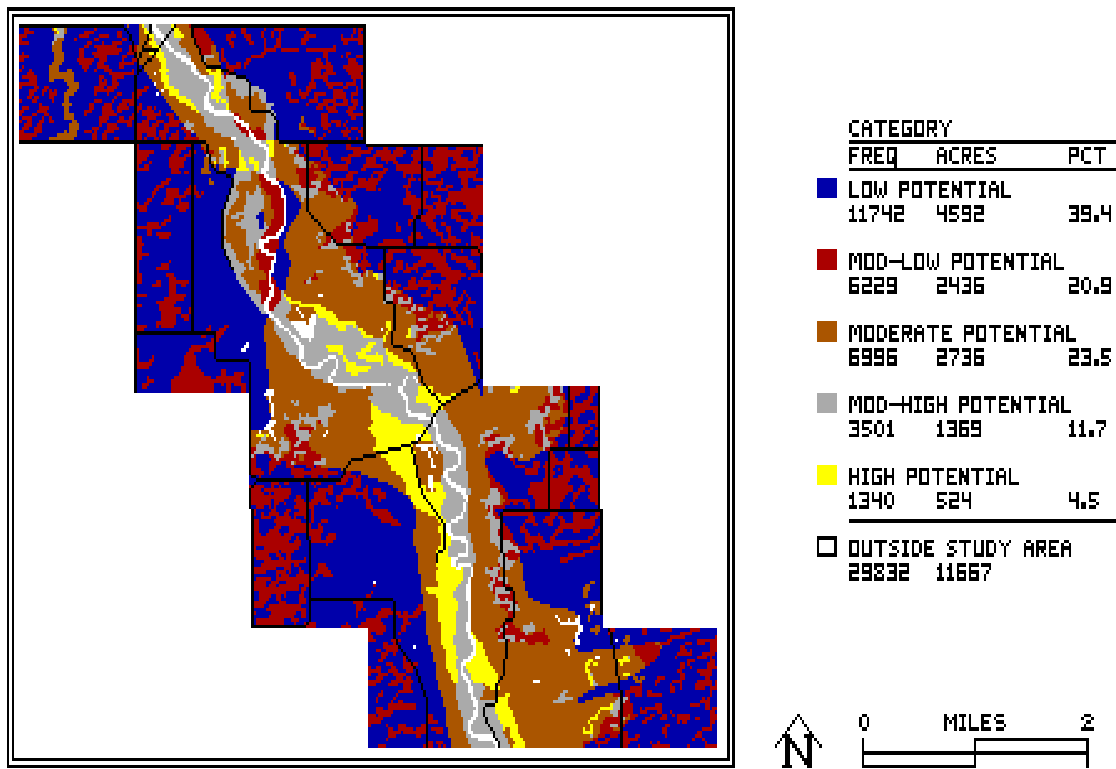 CATEGORY
FREQ ACRES PCT
LOW POTENTIAL
11742 4592 39.4
MOD-LOW POTENTIAL
6229 2436 20.9
MODERATE POTENTIAL
6996 2736 23.5
MOD-HIGH POTENTIAL
3501 1369 11.7
HIGH POTENTIAL
1340 524 4.5
OUTSIDE STUDY AREA
29832 11667
0 MILES 2
N